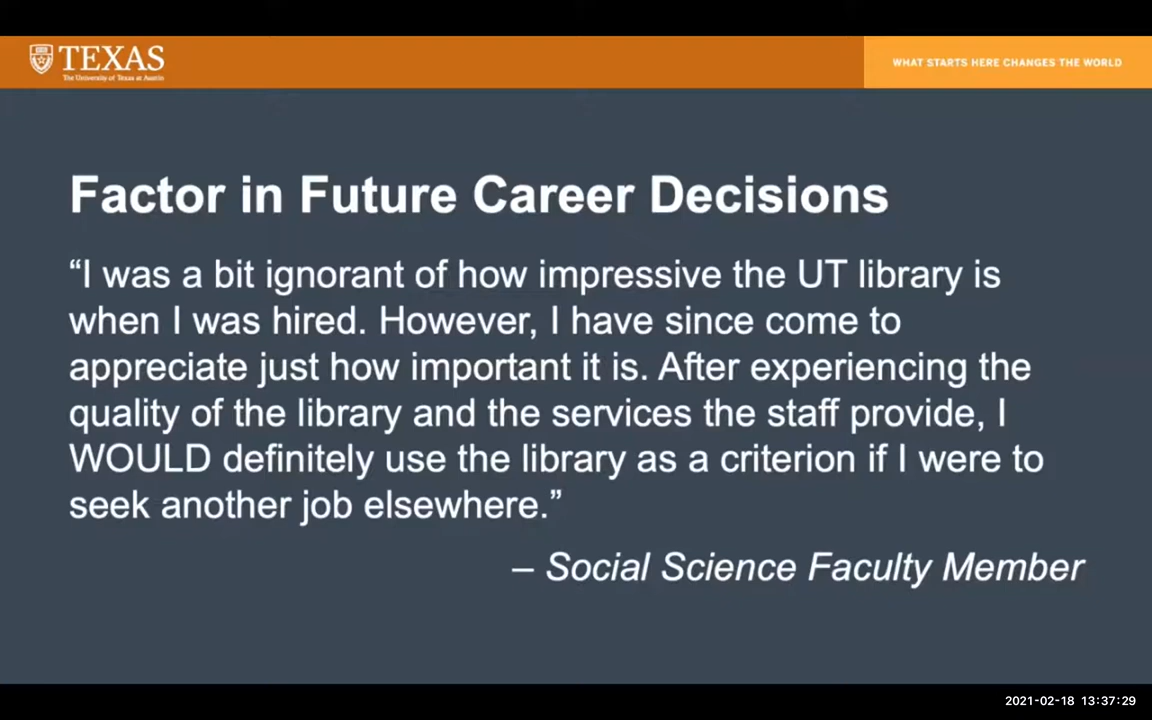 TEXAS
The University of Texas at Austin
WHAT STARTS HERE CHANGES THE WORLD
Factor in Future Career Decisions
“I was a bit ignorant of how impressive the UT library is
when I was hired. However, I have since come to
appreciate just how important it is. After experiencing the
quality of the library and the services the staff provide, I
WOULD definitely use the library as a criterion if I were to
seek another job elsewhere.”
– Social Science Faculty Member
2021-02-18 13:37:29